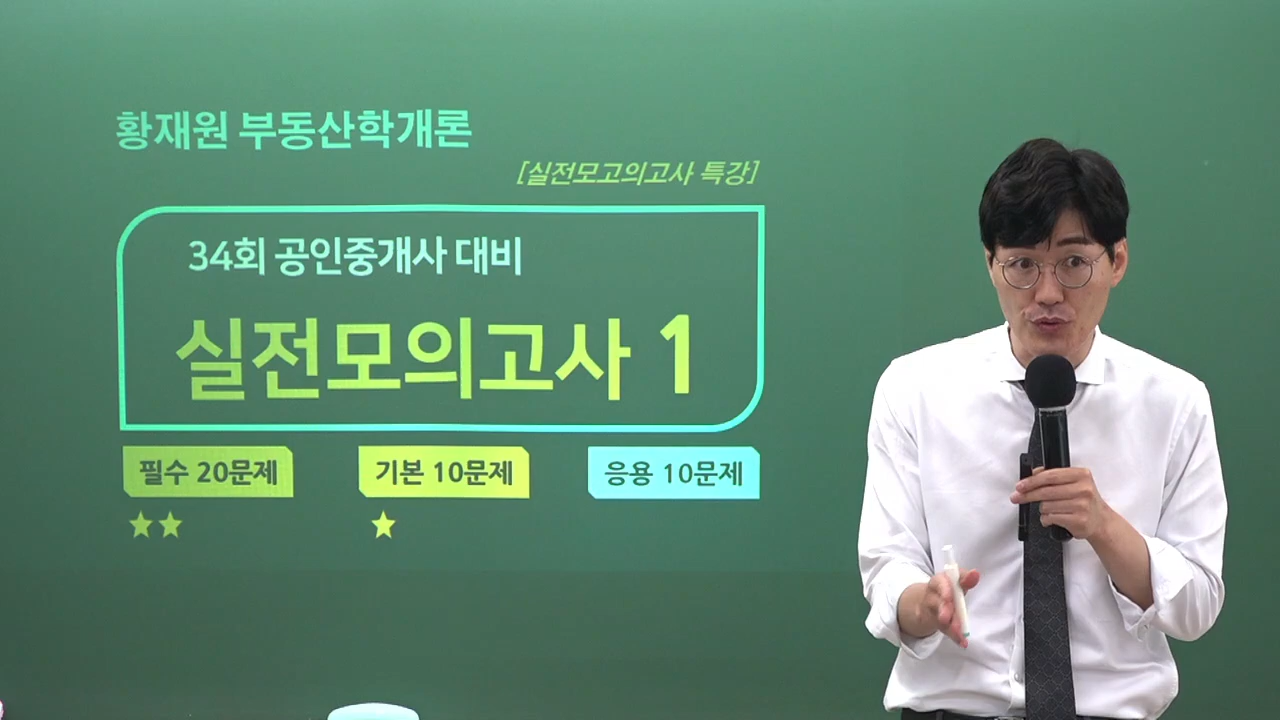 황재원 부동산학개론
[실전모고의고사 특강]
34회 공인중개사 대비
실전모의고사 1
필수 20문제
기본 10문제
응용 10문제